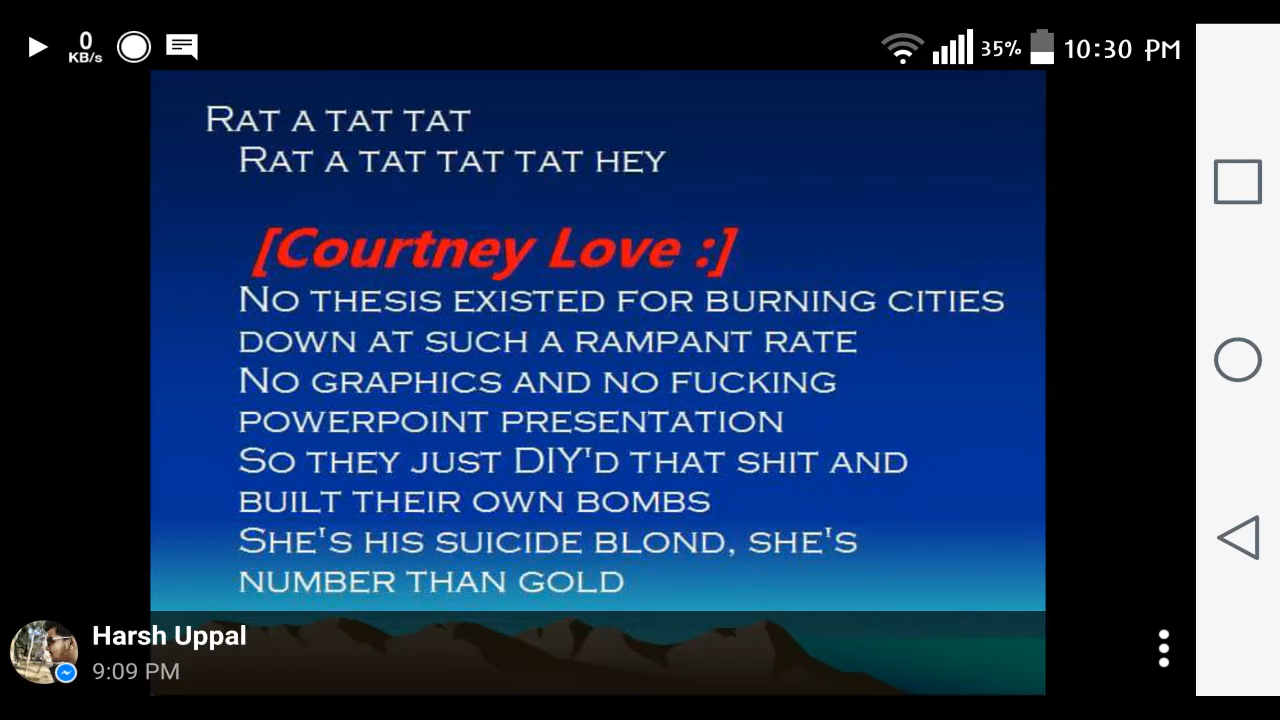 0
KB/s
35%
10:30 PM
RAT A TAT TAT
RAT A TAT TAT TAT HEY
[Courtney Love :]
NO THESIS EXISTED FOR BURNING CITIES
DOWN AT SUCH A RAMPANT RATE
NO GRAPHICS AND NO FUCKING
POWERPOINT PRESENTATION
SO THEY JUST DIY'D THAT SHIT AND
BUILT THEIR OWN BOMBS
SHE'S HIS SUICIDE BLOND, SHE'S
NUMBER THAN GOLD
Harsh Uppal
9:09 PM